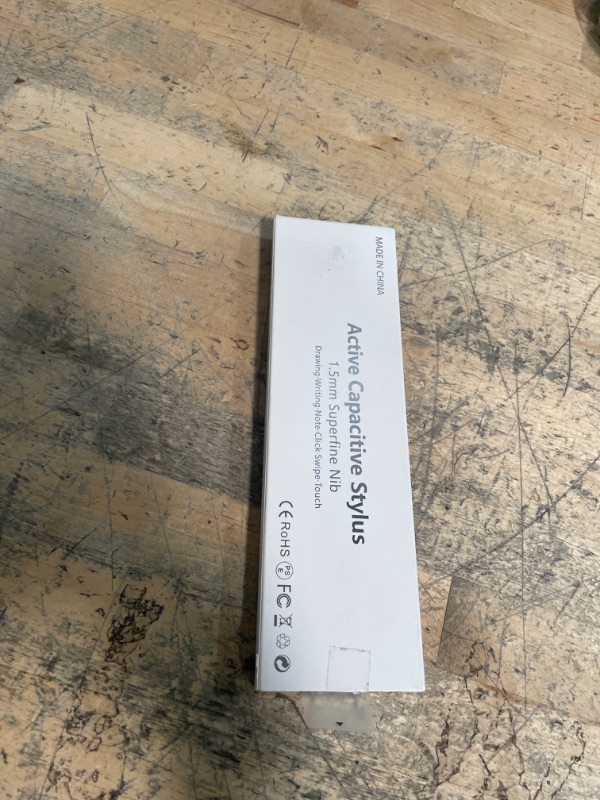 MADE IN CHINA
Active Capacitive Stylus
1.5mm Superfine Nib
Drawing·Writing·Note·Click·Swipe·Touch
CE RoHS PSE FC